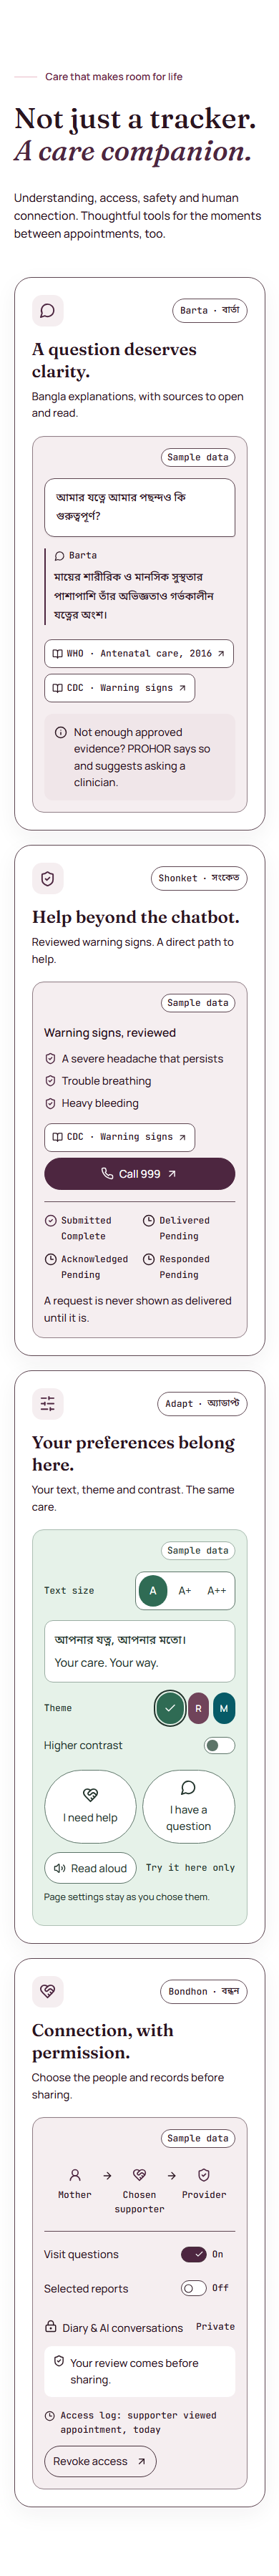 Care that makes room for life
Not just a tracker.
A care companion.
Understanding, access, safety and human
connection. Thoughtful tools for the moments
between appointments, too.
Barta · বার্তা
A question deserves
clarity.
Bangla explanations, with sources to open
and read.
Sample data
আমার যত্নে আমার পছন্দও কি
গুরুত্বপূর্ণ?
Barta
মায়ের শারীরিক ও মানসিক সুস্থতার
পাশাপাশি তাঁর অভিজ্ঞতাও গর্ভকালীন
যত্নের অংশ।
WHO · Antenatal care, 2016
CDC · Warning signs
Not enough approved
evidence? PROHOR says so
and suggests asking a
clinician.
Shonket · সংকেত
Help beyond the chatbot.
Reviewed warning signs. A direct path to
help.
Sample data
Warning signs, reviewed
A severe headache that persists
Trouble breathing
Heavy bleeding
CDC · Warning signs
Call 999
Submitted
Complete
Delivered
Pending
Acknowledged
Pending
Responded
Pending
A request is never shown as delivered
until it is.
Adapt · অ্যাডাপ্ট
Your preferences belong
here.
Your text, theme and contrast. The same
care.
Sample data
Text size A A+ A++
আপনার যত্ন, আপনার মতো।
Your care. Your way.
Theme R M
Higher contrast
I need help
I have a
question
Read aloud Try it here only
Page settings stay as you chose them.
Bondhon · বন্ধন
Connection, with
permission.
Choose the people and records before
sharing.
Sample data
Mother
Chosen
supporter
Provider
Visit questions On
Selected reports Off
Diary & AI conversations Private
Your review comes before
sharing.
Access log: supporter viewed
appointment, today
Revoke access